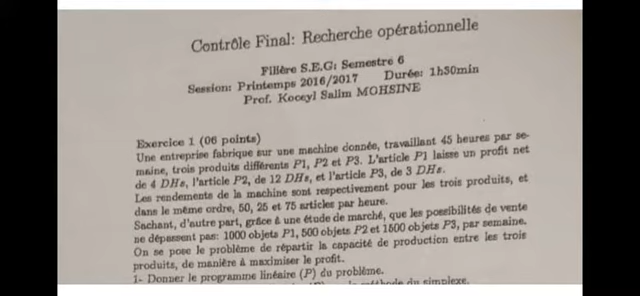 Contrôle Final: Recherche opérationnelle
Filière S.E.G: Semestre 6
Session: Printemps 2016/2017 Durée: 1h30min
Prof. Koceyl Salim MOHSINE
Exercice 1 (06 points)
Une entreprise fabrique sur une machine donnée, travaillant 45 heures par se-
maine, trois produits différents P1, P2 et P3. L'article P1 laisse un profit net
de 4 DHs, l'article P2, de 12 DHs, et l'article P3, de 3 DHs.
Les rendements de la machine sont respectivement pour les trois produits, et
dans le même ordre, 50, 25 et 75 articles par heure.
Sachant, d'autre part, grâce à une étude de marché, que les possibilités de vente
ne dépassent pas: 1000 objets P1, 500 objets P2 et 1500 objets P3, par semaine.
On se pose le problème de répartir la capacité de production entre les trois
produits, de manière à maximiser le profit.
1- Donner le programme linéaire (P) du problème.
méthode du simplexe.